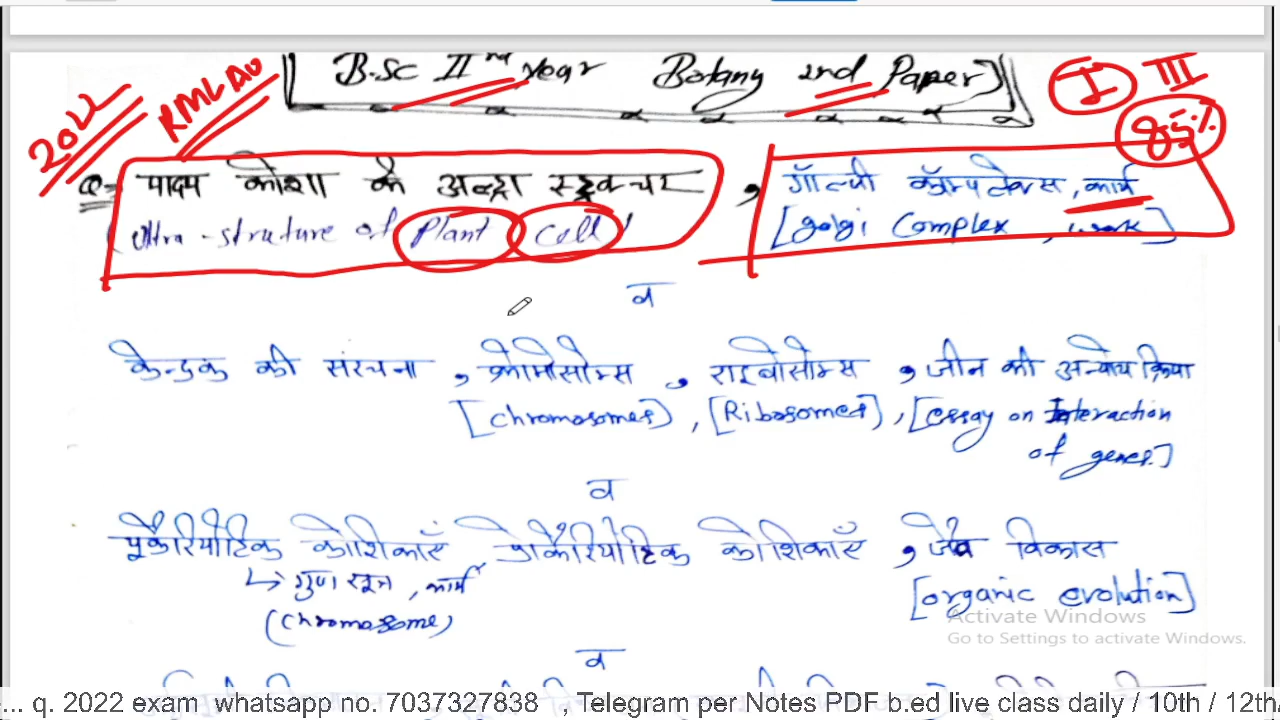 B.Sc IInd year Botany 2nd Paper]
I III
2022 RMLAU 85%
Q= पादप कोशा के अल्ट्रा स्ट्रक्चर , गॉल्जी कॉम्पलेक्स, कार्य
(Ultra-struture of Plant Cell) [golgi Complex, work]
व
केन्द्रक की संरचना , क्रोमोसोम्स , राइबोसोम्स , जीन की अन्योय क्रिया
[Chromosomes), [Ribosomes), [essay on Interaction
of genes.]
व
यूकैरियोटिक कोशिकाएँ प्रोकैरियोटिक कोशिकाएँ , जैव विकास
↳ गुण सूत्र , कार्य [organic evolution]
(Chromosome)
Activate Windows
Go to Settings to activate Windows.
व
... q. 2022 exam whatsapp no. 7037327838 , Telegram per Notes PDF b.ed live class daily / 10th / 12th